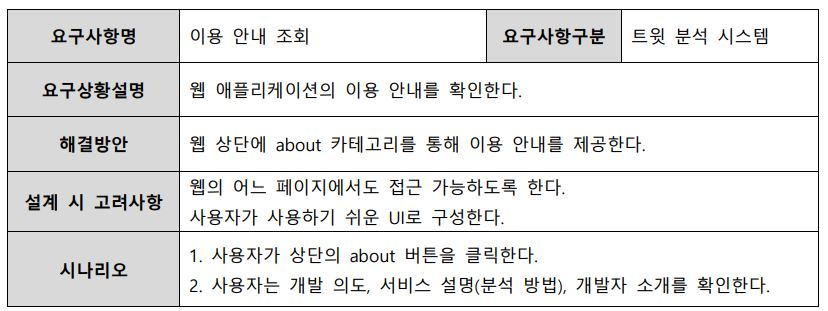 요구사항명 이용 안내 조회 요구사항구분 트윗 분석 시스템
요구상황설명 웹 애플리케이션의 이용 안내를 확인한다.
해결방안 웹 상단에 about 카테고리를 통해 이용 안내를 제공한다.
설계 시 고려사항 웹의 어느 페이지에서도 접근 가능하도록 한다.
사용자가 사용하기 쉬운 UI로 구성한다.
시나리오 1. 사용자가 상단의 about 버튼을 클릭한다.
2. 사용자는 개발 의도, 서비스 설명(분석 방법), 개발자 소개를 확인한다.